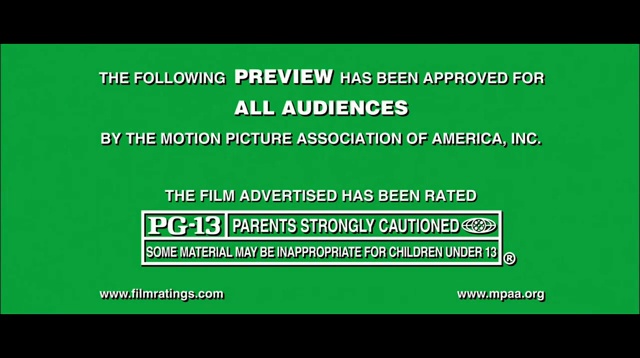 THE FOLLOWING PREVIEW HAS BEEN APPROVED FOR
ALL AUDIENCES
BY THE MOTION PICTURE ASSOCIATION OF AMERICA, INC.
THE FILM ADVERTISED HAS BEEN RATED
PG-13 PARENTS STRONGLY CAUTIONED
SOME MATERIAL MAY BE INAPPROPRIATE FOR CHILDREN UNDER 13 ®
www.filmratings.com www.mpaa.org